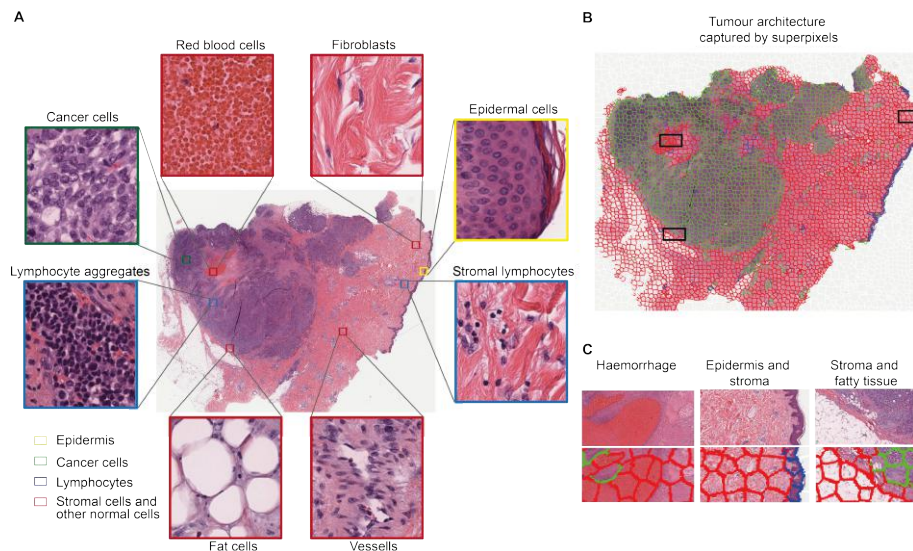 A
Red blood cells
Fibroblasts
Cancer cells
Epidermal cells
Lymphocyte aggregates
Stromal lymphocytes
Epidermis
Cancer cells
Lymphocytes
Stromal cells and
other normal cells
Fat cells
Vessells
B
Tumour architecture
captured by superpixels
C
Haemorrhage
Epidermis and
stroma
Stroma and
fatty tissue